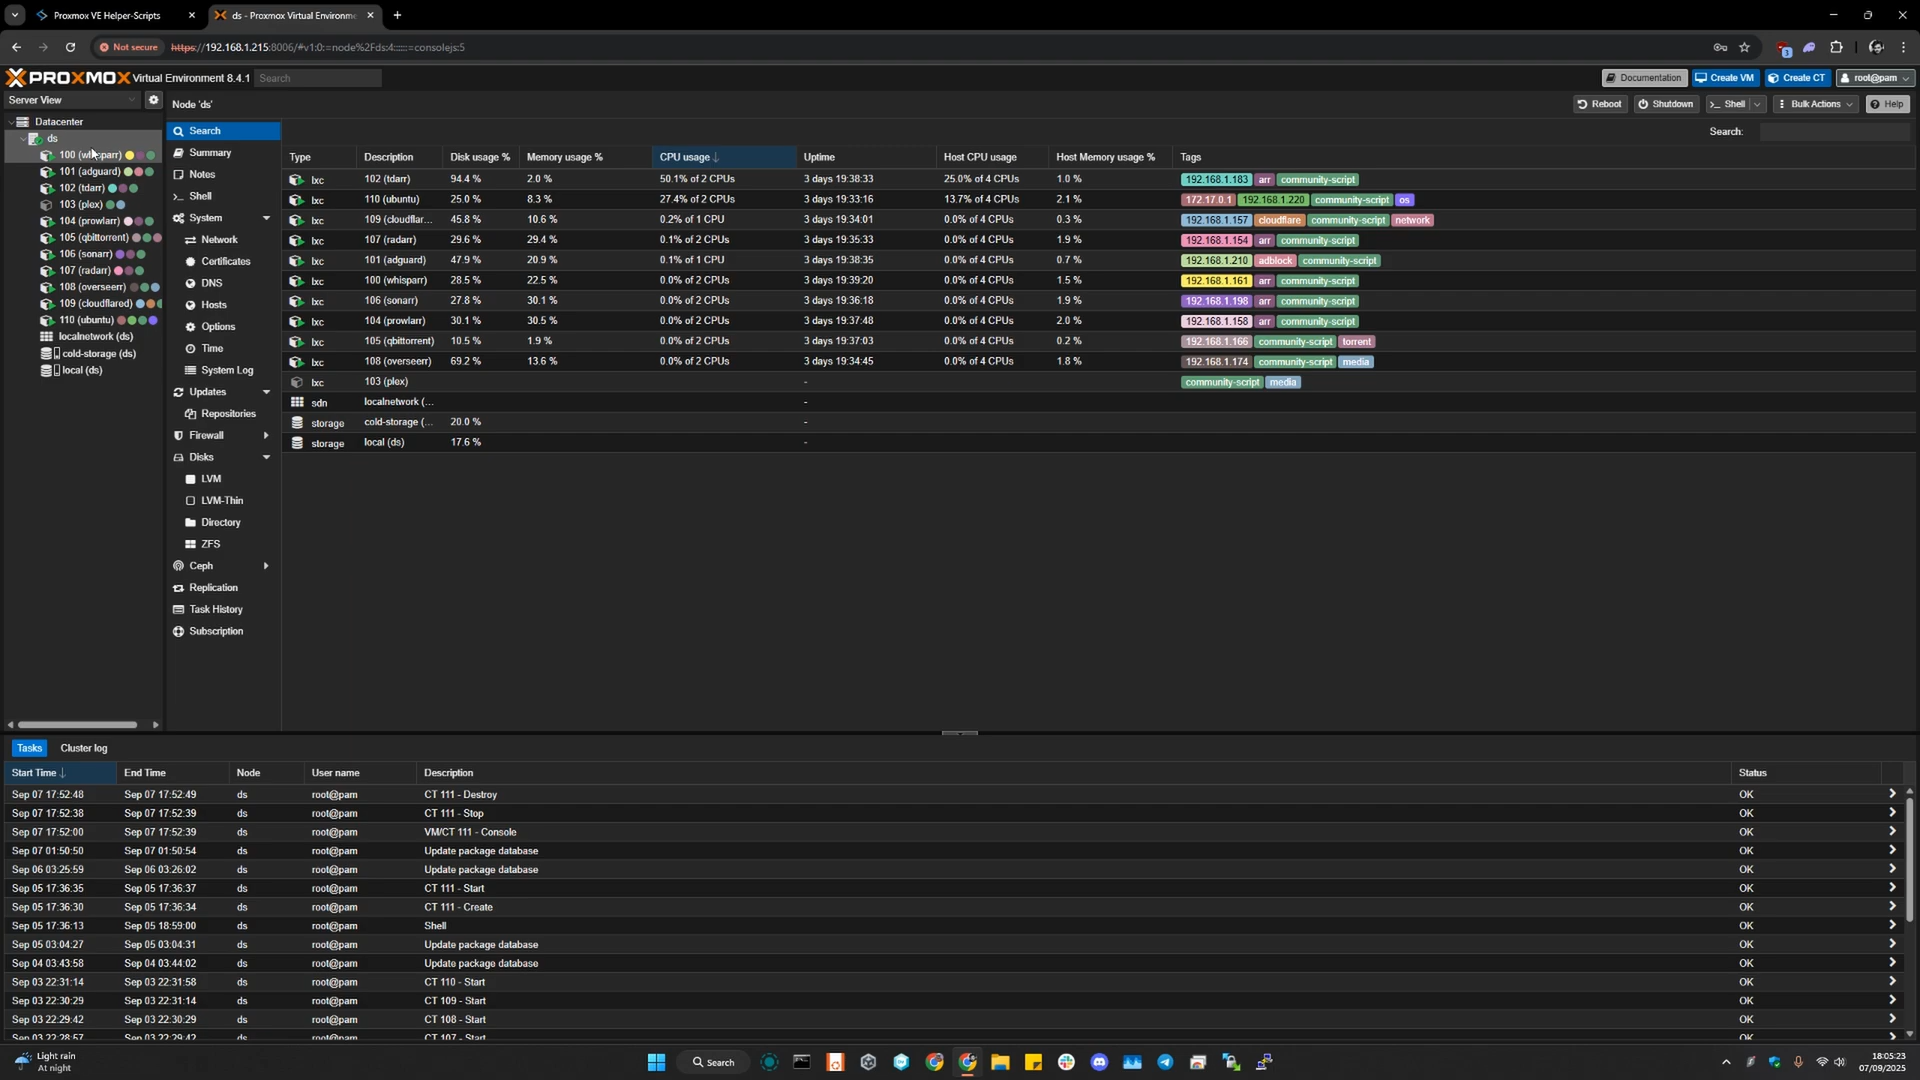 Proxmox VE Helper-Scripts
ds - Proxmox Virtual Environme
Not secure https://192.168.1.215:8006/#v1:0:=node%2Fds:4:::::=consolejs:5
PROXMOX Virtual Environment 8.4.1 Search
Documentation Create VM Create CT root@pam
Server View
Node 'ds'
Reboot Shutdown Shell Bulk Actions Help
Datacenter
ds
100 (whisparr)
101 (adguard)
102 (tdarr)
103 (plex)
104 (prowlarr)
105 (qbittorrent)
106 (sonarr)
107 (radarr)
108 (overseerr)
109 (cloudflared)
110 (ubuntu)
localnetwork (ds)
cold-storage (ds)
local (ds)
Search
Summary
Notes
Shell
System
Network
Certificates
DNS
Hosts
Options
Time
System Log
Updates
Repositories
Firewall
Disks
LVM
LVM-Thin
Directory
ZFS
Ceph
Replication
Task History
Subscription
Search:
Type Description Disk usage % Memory usage % CPU usage Uptime Host CPU usage Host Memory usage % Tags
lxc 102 (tdarr) 94.4 % 2.0 % 50.1% of 2 CPUs 3 days 19:38:33 25.0% of 4 CPUs 1.0 % 192.168.1.183 arr community-script
lxc 110 (ubuntu) 25.0 % 8.3 % 27.4% of 2 CPUs 3 days 19:33:16 13.7% of 4 CPUs 2.1 % 172.17.0.1 192.168.1.220 community-script os
lxc 109 (cloudflar... 45.8 % 10.6 % 0.2% of 1 CPU 3 days 19:34:01 0.0% of 4 CPUs 0.3 % 192.168.1.157 cloudflare community-script network
lxc 107 (radarr) 29.6 % 29.4 % 0.1% of 2 CPUs 3 days 19:35:33 0.0% of 4 CPUs 1.9 % 192.168.1.154 arr community-script
lxc 101 (adguard) 47.9 % 20.9 % 0.1% of 1 CPU 3 days 19:38:35 0.0% of 4 CPUs 0.7 % 192.168.1.210 adblock community-script
lxc 100 (whisparr) 28.5 % 22.5 % 0.0% of 2 CPUs 3 days 19:39:20 0.0% of 4 CPUs 1.5 % 192.168.1.161 arr community-script
lxc 106 (sonarr) 27.8 % 30.1 % 0.0% of 2 CPUs 3 days 19:36:18 0.0% of 4 CPUs 1.9 % 192.168.1.198 arr community-script
lxc 104 (prowlarr) 30.1 % 30.5 % 0.0% of 2 CPUs 3 days 19:37:48 0.0% of 4 CPUs 2.0 % 192.168.1.158 arr community-script
lxc 105 (qbittorrent) 10.5 % 1.9 % 0.0% of 2 CPUs 3 days 19:37:03 0.0% of 4 CPUs 0.2 % 192.168.1.166 community-script torrent
lxc 108 (overseerr) 69.2 % 13.6 % 0.0% of 2 CPUs 3 days 19:34:45 0.0% of 4 CPUs 1.8 % 192.168.1.174 community-script media
lxc 103 (plex) - community-script media
sdn localnetwork (... -
storage cold-storage (... 20.0 % -
storage local (ds) 17.6 % -
Tasks Cluster log
Start Time End Time Node User name Description Status
Sep 07 17:52:48 Sep 07 17:52:49 ds root@pam CT 111 - Destroy OK
Sep 07 17:52:38 Sep 07 17:52:39 ds root@pam CT 111 - Stop OK
Sep 07 17:52:00 Sep 07 17:52:39 ds root@pam VM/CT 111 - Console OK
Sep 07 01:50:50 Sep 07 01:50:54 ds root@pam Update package database OK
Sep 06 03:25:59 Sep 06 03:26:02 ds root@pam Update package database OK
Sep 05 17:36:35 Sep 05 17:36:37 ds root@pam CT 111 - Start OK
Sep 05 17:36:30 Sep 05 17:36:34 ds root@pam CT 111 - Create OK
Sep 05 17:36:13 Sep 05 18:59:00 ds root@pam Shell OK
Sep 05 03:04:27 Sep 05 03:04:31 ds root@pam Update package database OK
Sep 04 03:43:58 Sep 04 03:44:02 ds root@pam Update package database OK
Sep 03 22:31:14 Sep 03 22:31:58 ds root@pam CT 110 - Start OK
Sep 03 22:30:29 Sep 03 22:31:14 ds root@pam CT 109 - Start OK
Sep 03 22:29:42 Sep 03 22:30:29 ds root@pam CT 108 - Start OK
Sep 03 22:28:57 Sep 03 22:29:42 ds root@pam CT 107 - Start OK
Light rain
At night
Search
18:05:23
07/09/2025